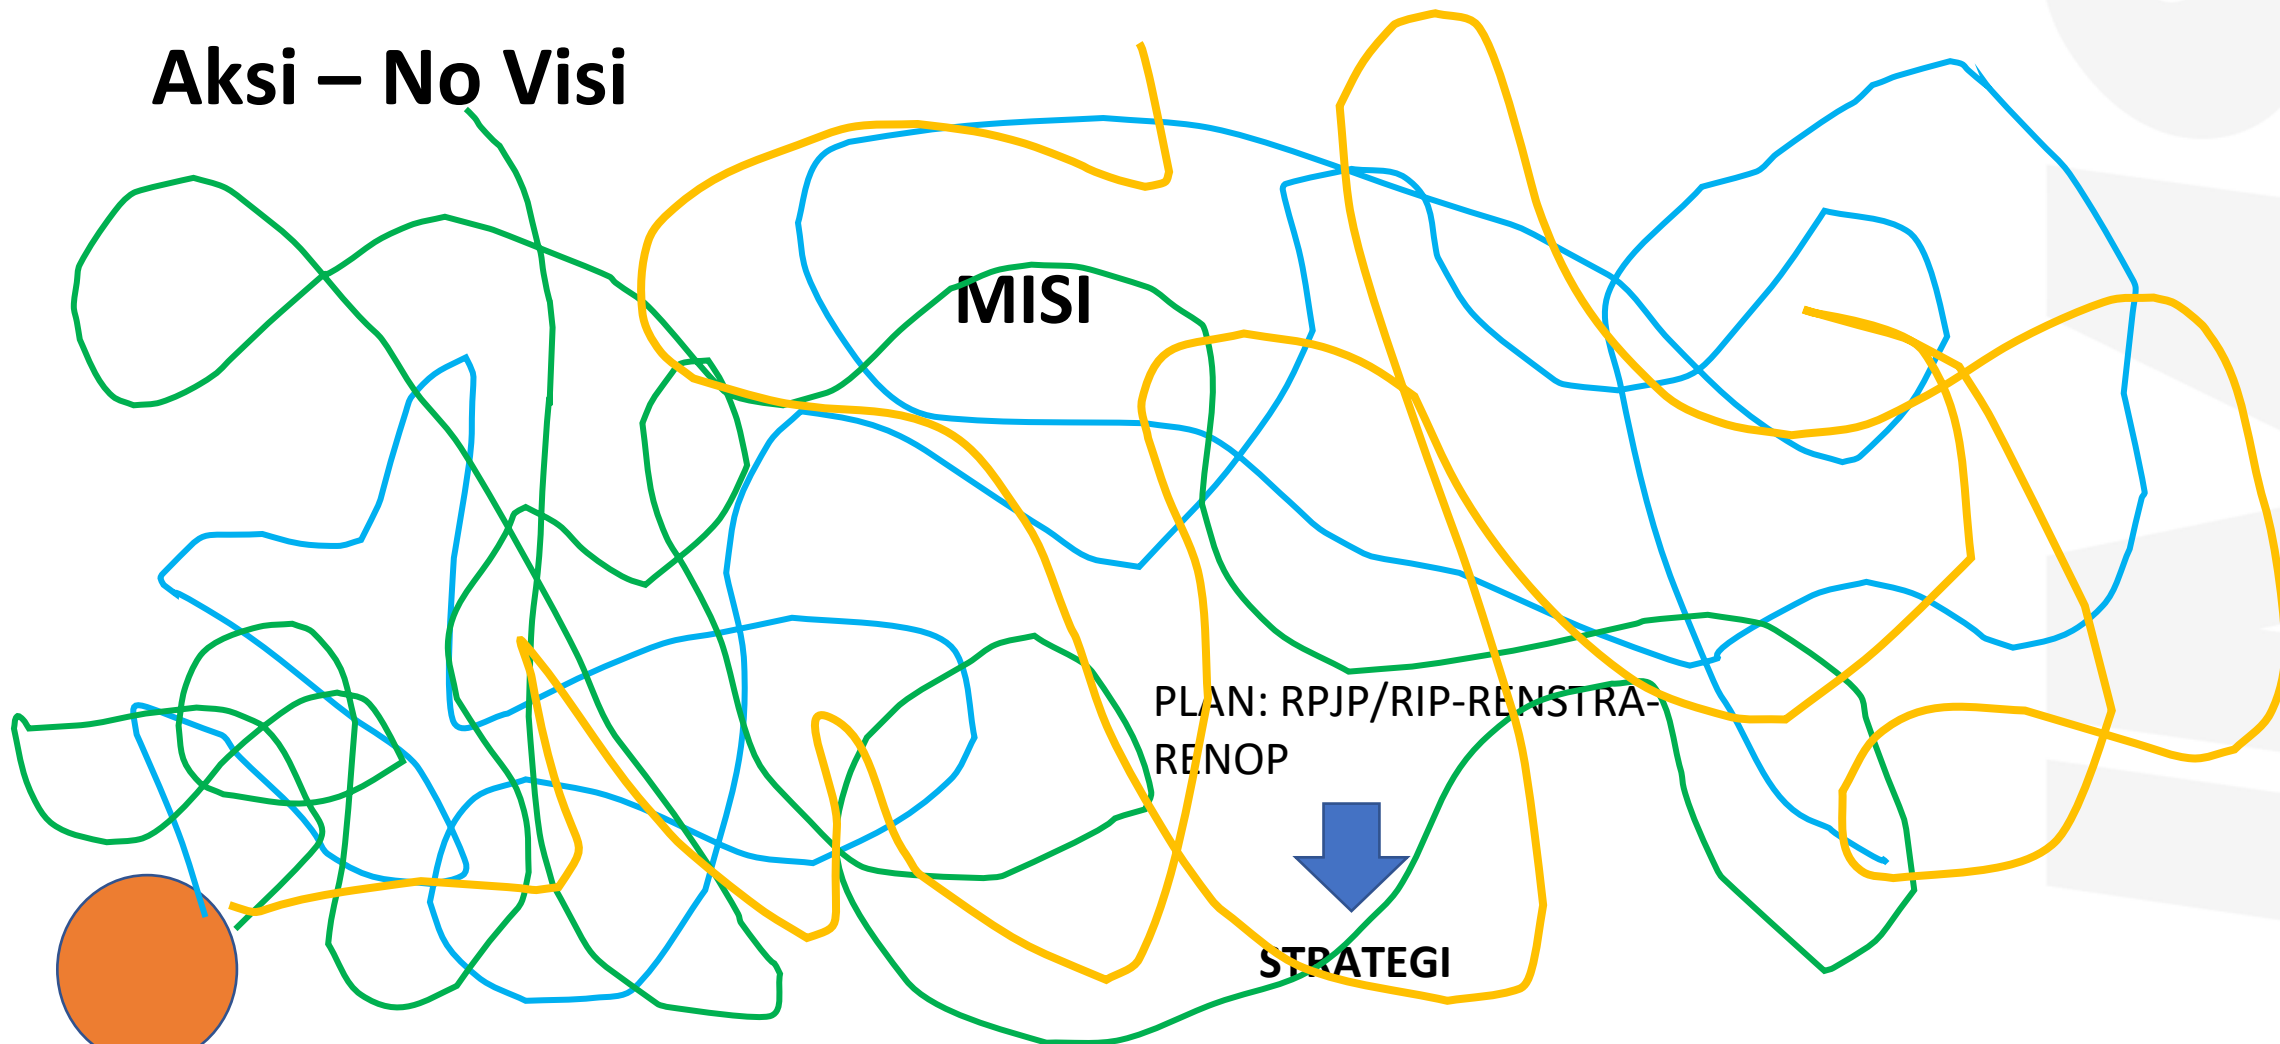 Aksi – No Visi
MISI
PLAN: RPJP/RIP-RENSTRA-
RENOP
STRATEGI